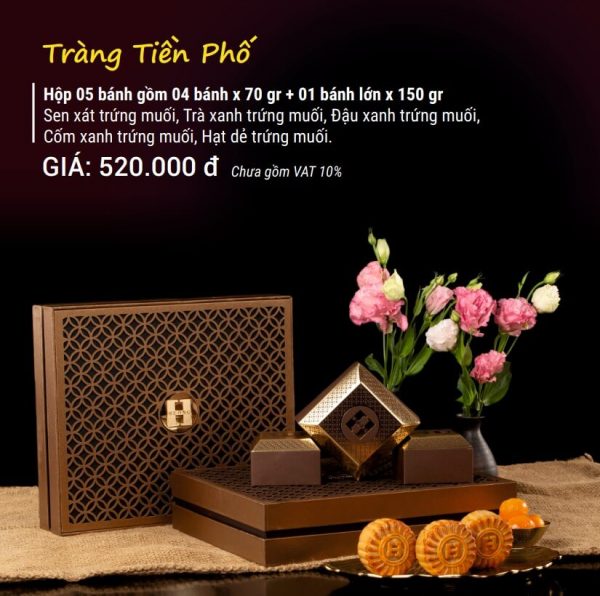 Tràng Tiền Phố
Hộp 05 bánh gồm 04 bánh x 70 gr + 01 bánh lớn x 150 gr
Sen xát trứng muối, Trà xanh trứng muối, Đậu xanh trứng muối,
Cốm xanh trứng muối, Hạt dẻ trứng muối.
GIÁ: 520.000 đ Chưa gồm VAT 10%